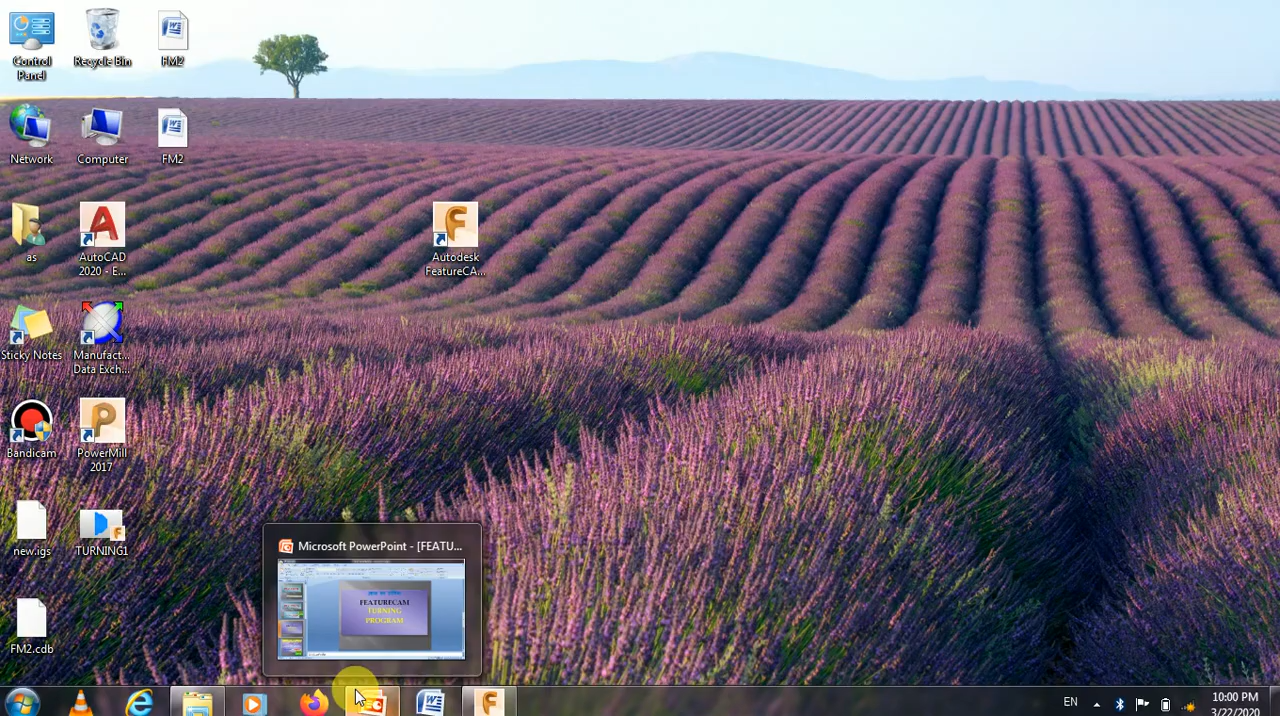 Control
Panel
Recycle Bin
FM2
Network
Computer
FM2
as
AutoCAD
2020 - E...
Autodesk
FeatureCA...
Sticky Notes
Manufact...
Data Exch...
Bandicam
PowerMill
2017
new.igs
TURNING1
FM2.cdb
Microsoft PowerPoint - [FEATU...
FEATURECAM
TURNING
PROGRAM
EN
10:00 PM
3/22/2020